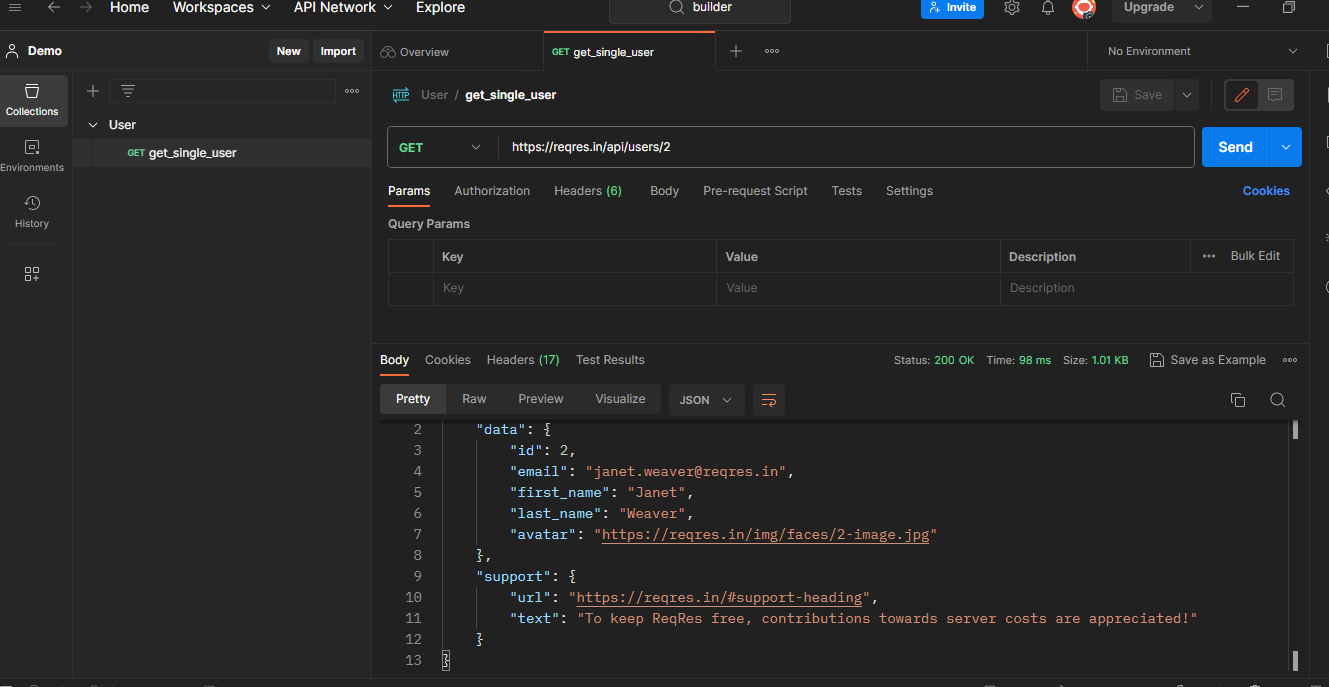 Home Workspaces API Network Explore builder Invite Upgrade
Demo New Import Overview GET get_single_user No Environment
Collections
Environments
History
User
GET get_single_user
HTTP User / get_single_user Save
GET https://reqres.in/api/users/2 Send
Params Authorization Headers (6) Body Pre-request Script Tests Settings Cookies
Query Params
Key Value Description Bulk Edit
Key Value Description
Body Cookies Headers (17) Test Results Status: 200 OK Time: 98 ms Size: 1.01 KB Save as Example
Pretty Raw Preview Visualize JSON
2 "data": {
3 "id": 2,
4 "email": "janet.weaver@reqres.in",
5 "first_name": "Janet",
6 "last_name": "Weaver",
7 "avatar": "https://reqres.in/img/faces/2-image.jpg"
8 },
9 "support": {
10 "url": "https://reqres.in/#support-heading",
11 "text": "To keep ReqRes free, contributions towards server costs are appreciated!"
12 }
13 }